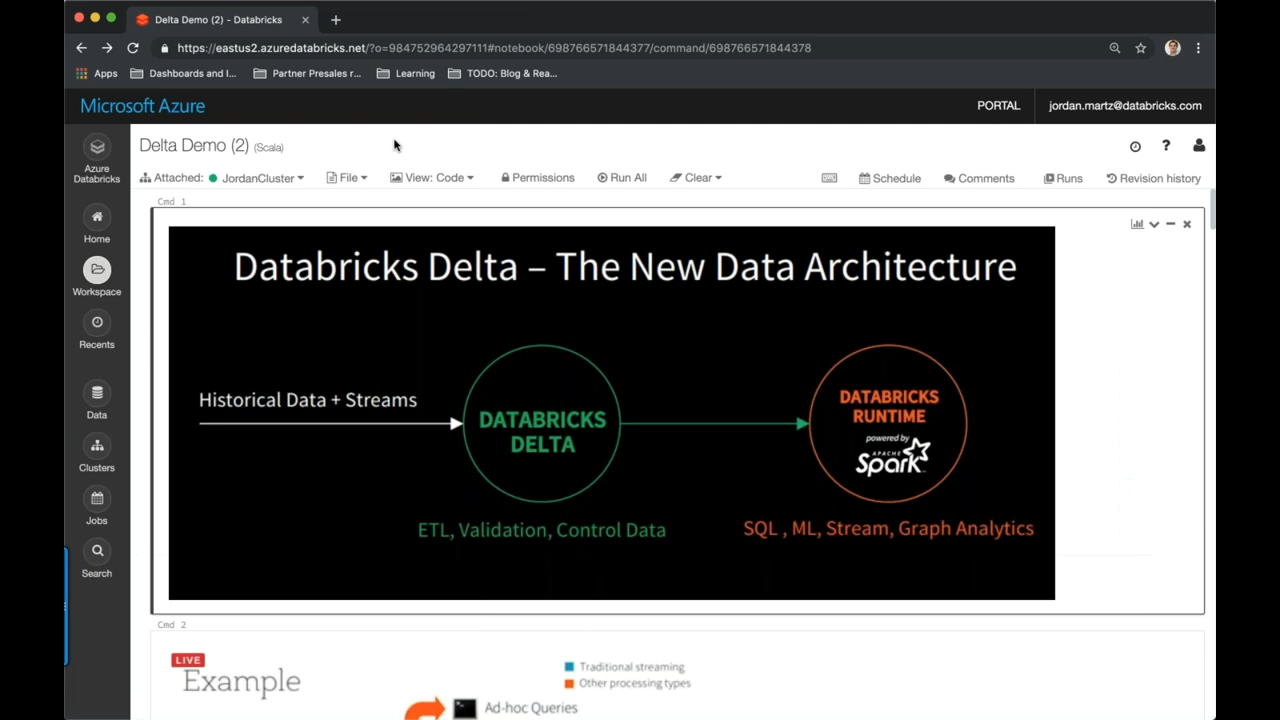 Delta Demo (2) - Databricks
https://eastus2.azuredatabricks.net/?o=984752964297111#notebook/698766571844377/command/698766571844378
Apps Dashboards and I... Partner Presales r... Learning TODO: Blog & Rea...
Microsoft Azure PORTAL jordan.martz@databricks.com
Azure Databricks
Home
Workspace
Recents
Data
Clusters
Jobs
Search
Delta Demo (2) (Scala)
Attached: JordanCluster File View: Code Permissions Run All Clear Schedule Comments Runs Revision history
Cmd 1
Databricks Delta – The New Data Architecture
Historical Data + Streams
DATABRICKS
DELTA
ETL, Validation, Control Data
DATABRICKS
RUNTIME
powered by
APACHE
Spark
SQL , ML, Stream, Graph Analytics
Cmd 2
LIVE
Example
Traditional streaming
Other processing types
Ad-hoc Queries